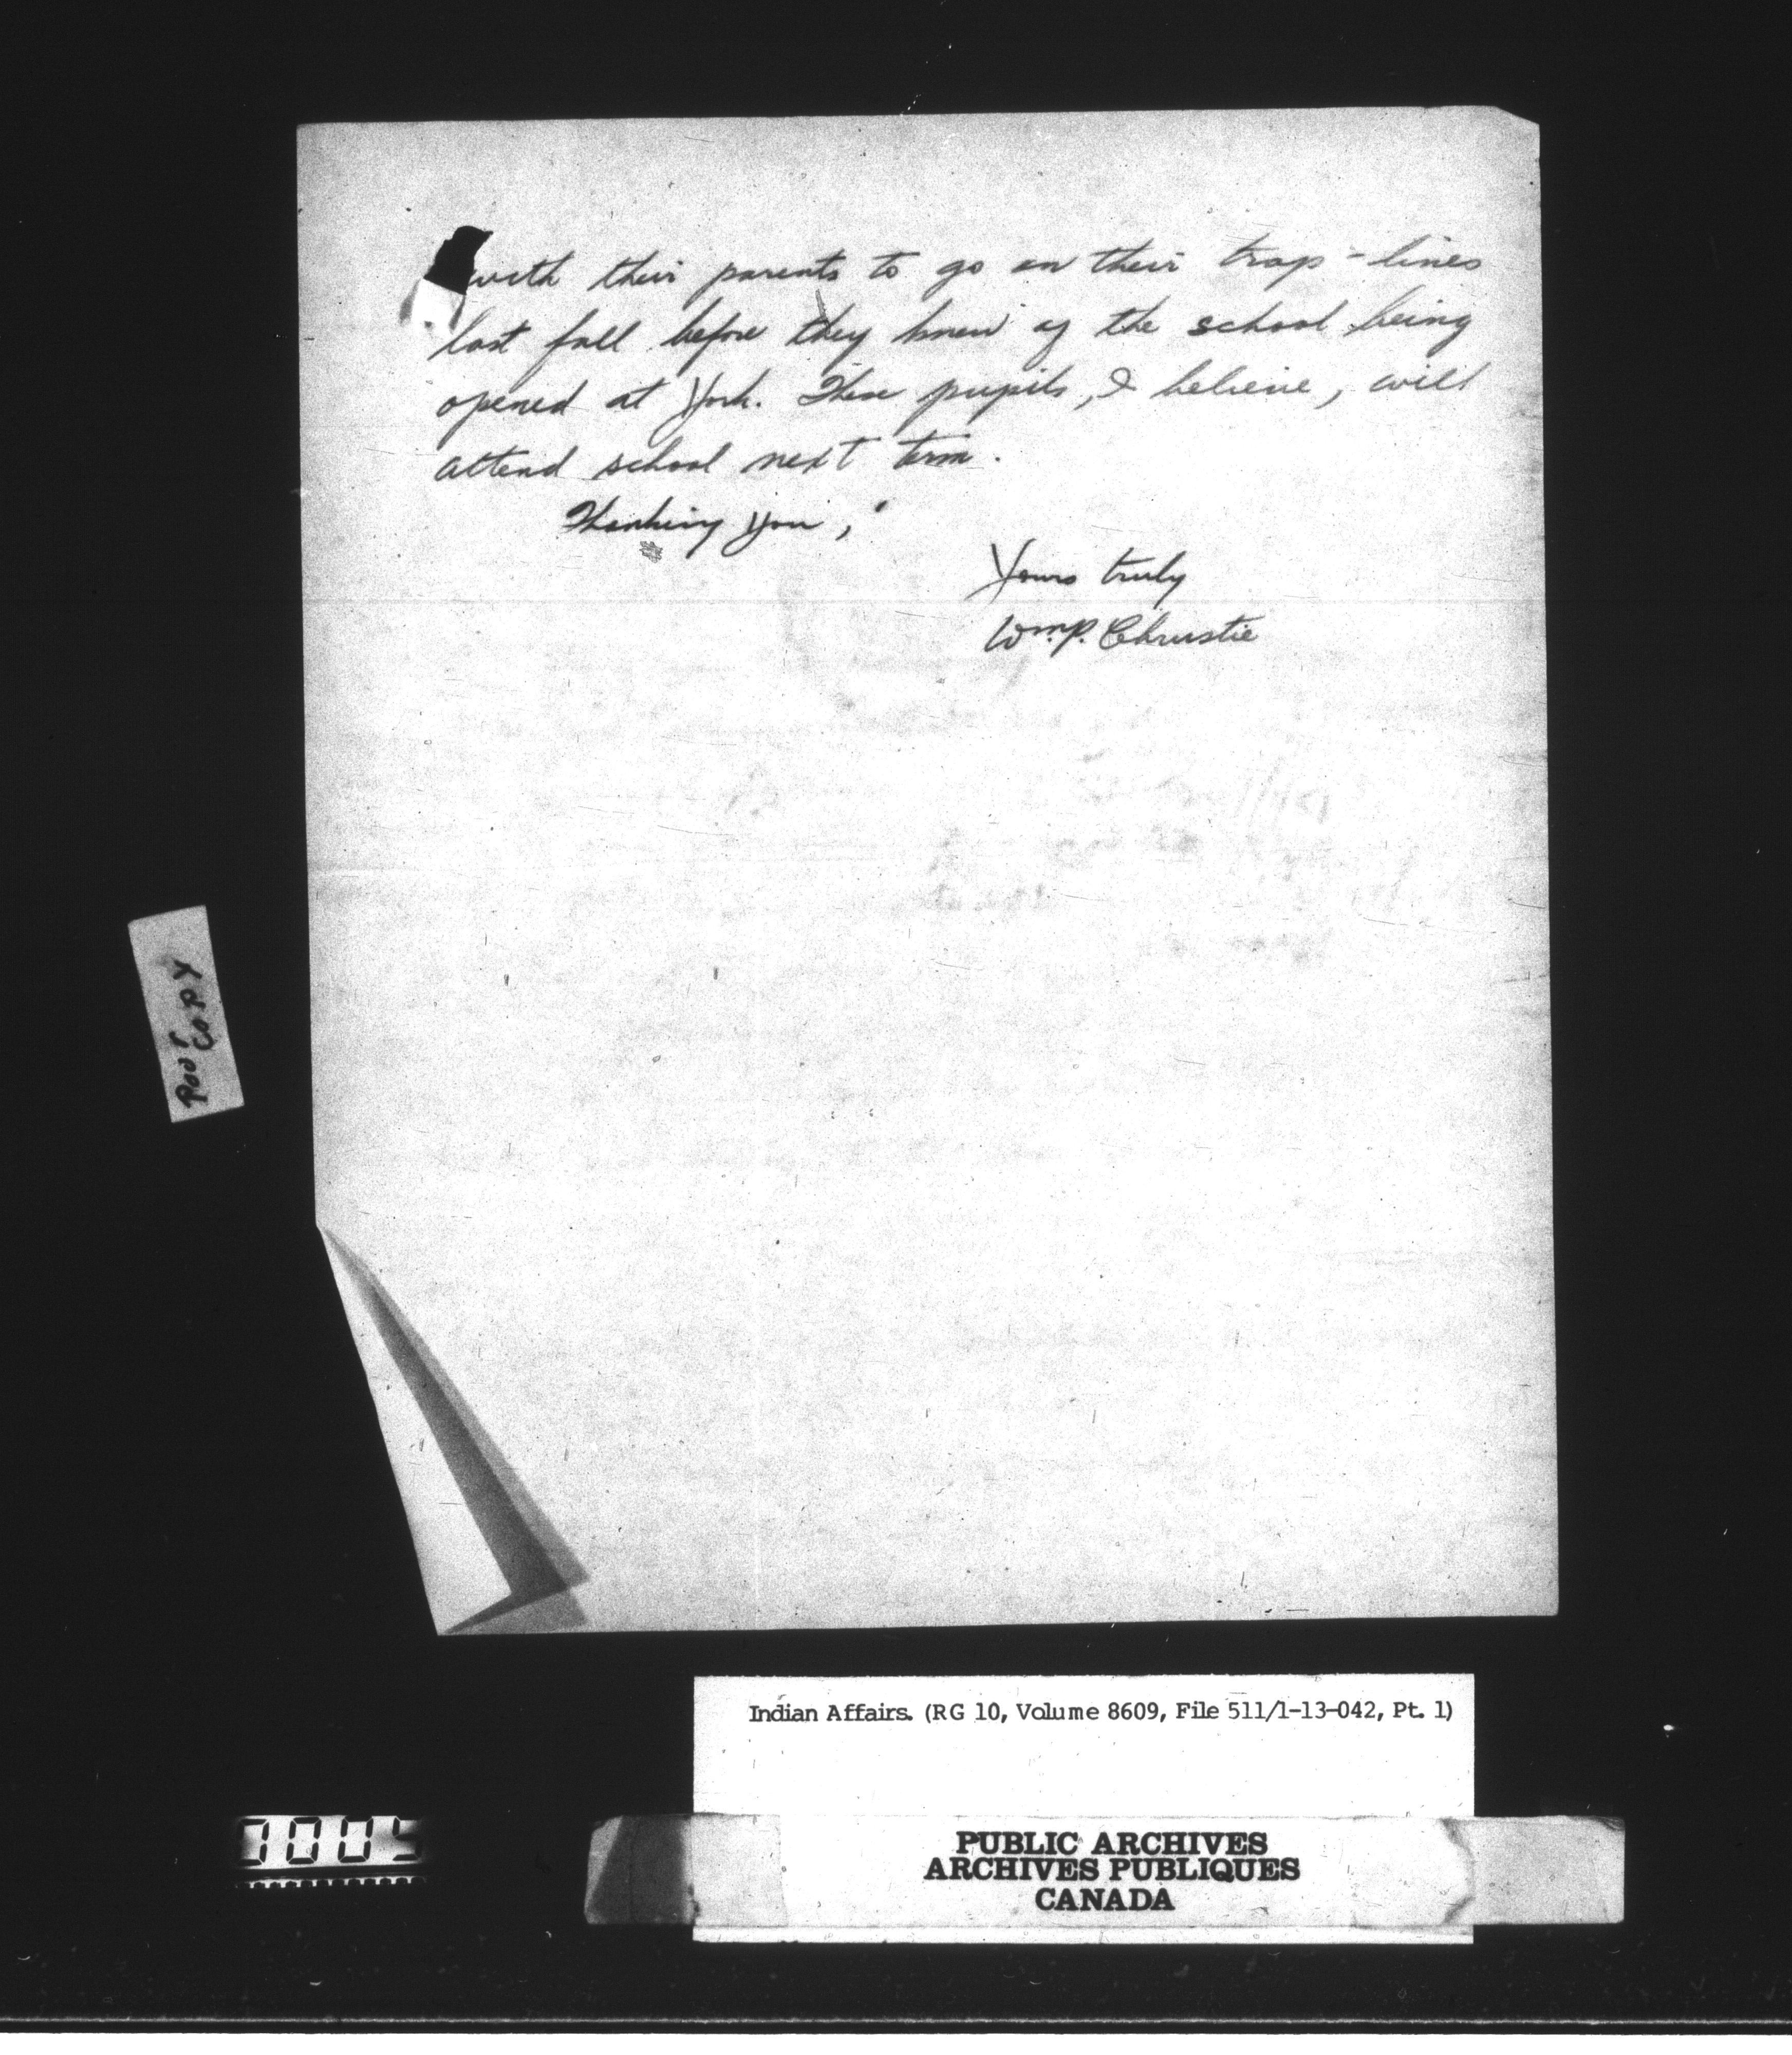 with their parents to go on their trap-lines
last fall before they knew of the school being
opened at York. These pupils, I believe, will
attend school next term.
Thanking you,
Yours truly
Wm. P. Christie
Poor
Copy
Indian Affairs. (RG 10, Volume 8609, File 511/1-13-042, Pt. 1)
PUBLIC ARCHIVES
ARCHIVES PUBLIQUES
CANADA